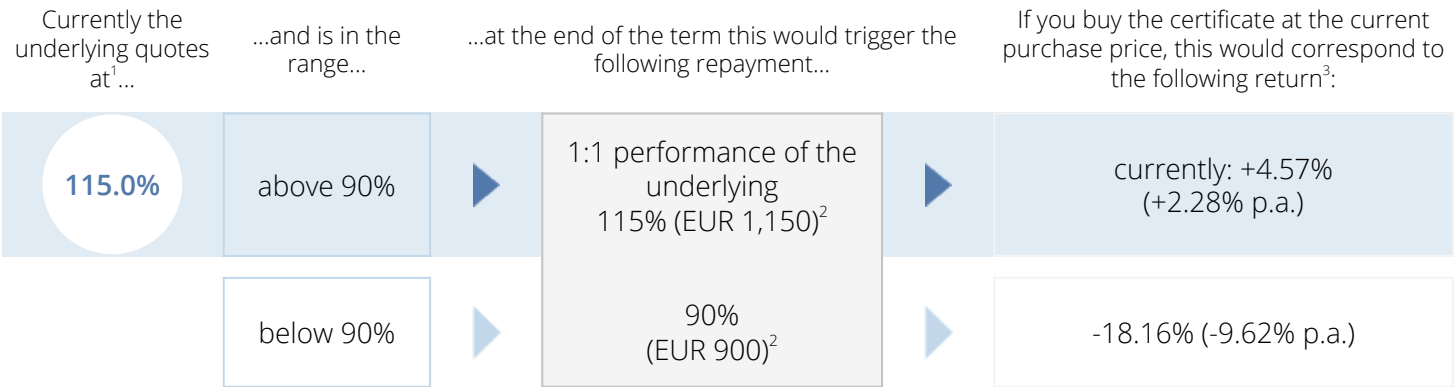 Currently the
underlying quotes
at¹...
...and is in the
range...
...at the end of the term this would trigger the
following repayment...
If you buy the certificate at the current
purchase price, this would correspond to
the following return³:
115.0%
above 90%
1:1 performance of the
underlying
115% (EUR 1,150)²
currently: +4.57%
(+2.28% p.a.)
below 90%
90%
(EUR 900)²
-18.16% (-9.62% p.a.)